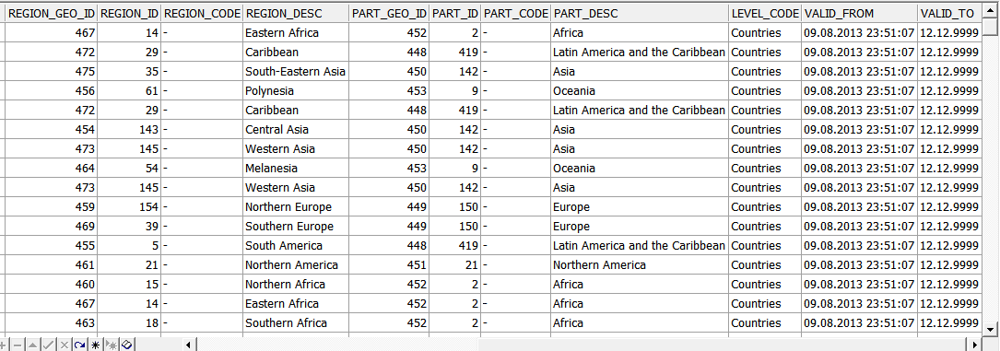 REGION_GEO_ID REGION_ID REGION_CODE REGION_DESC PART_GEO_ID PART_ID PART_CODE PART_DESC LEVEL_CODE VALID_FROM VALID_TO
467 14 - Eastern Africa 452 2 - Africa Countries 09.08.2013 23:51:07 12.12.9999
472 29 - Caribbean 448 419 - Latin America and the Caribbean Countries 09.08.2013 23:51:07 12.12.9999
475 35 - South-Eastern Asia 450 142 - Asia Countries 09.08.2013 23:51:07 12.12.9999
456 61 - Polynesia 453 9 - Oceania Countries 09.08.2013 23:51:07 12.12.9999
472 29 - Caribbean 448 419 - Latin America and the Caribbean Countries 09.08.2013 23:51:07 12.12.9999
454 143 - Central Asia 450 142 - Asia Countries 09.08.2013 23:51:07 12.12.9999
473 145 - Western Asia 450 142 - Asia Countries 09.08.2013 23:51:07 12.12.9999
464 54 - Melanesia 453 9 - Oceania Countries 09.08.2013 23:51:07 12.12.9999
473 145 - Western Asia 450 142 - Asia Countries 09.08.2013 23:51:07 12.12.9999
459 154 - Northern Europe 449 150 - Europe Countries 09.08.2013 23:51:07 12.12.9999
469 39 - Southern Europe 449 150 - Europe Countries 09.08.2013 23:51:07 12.12.9999
455 5 - South America 448 419 - Latin America and the Caribbean Countries 09.08.2013 23:51:07 12.12.9999
461 21 - Northern America 451 21 - Northern America Countries 09.08.2013 23:51:07 12.12.9999
460 15 - Northern Africa 452 2 - Africa Countries 09.08.2013 23:51:07 12.12.9999
467 14 - Eastern Africa 452 2 - Africa Countries 09.08.2013 23:51:07 12.12.9999
463 18 - Southern Africa 452 2 - Africa Countries 09.08.2013 23:51:07 12.12.9999